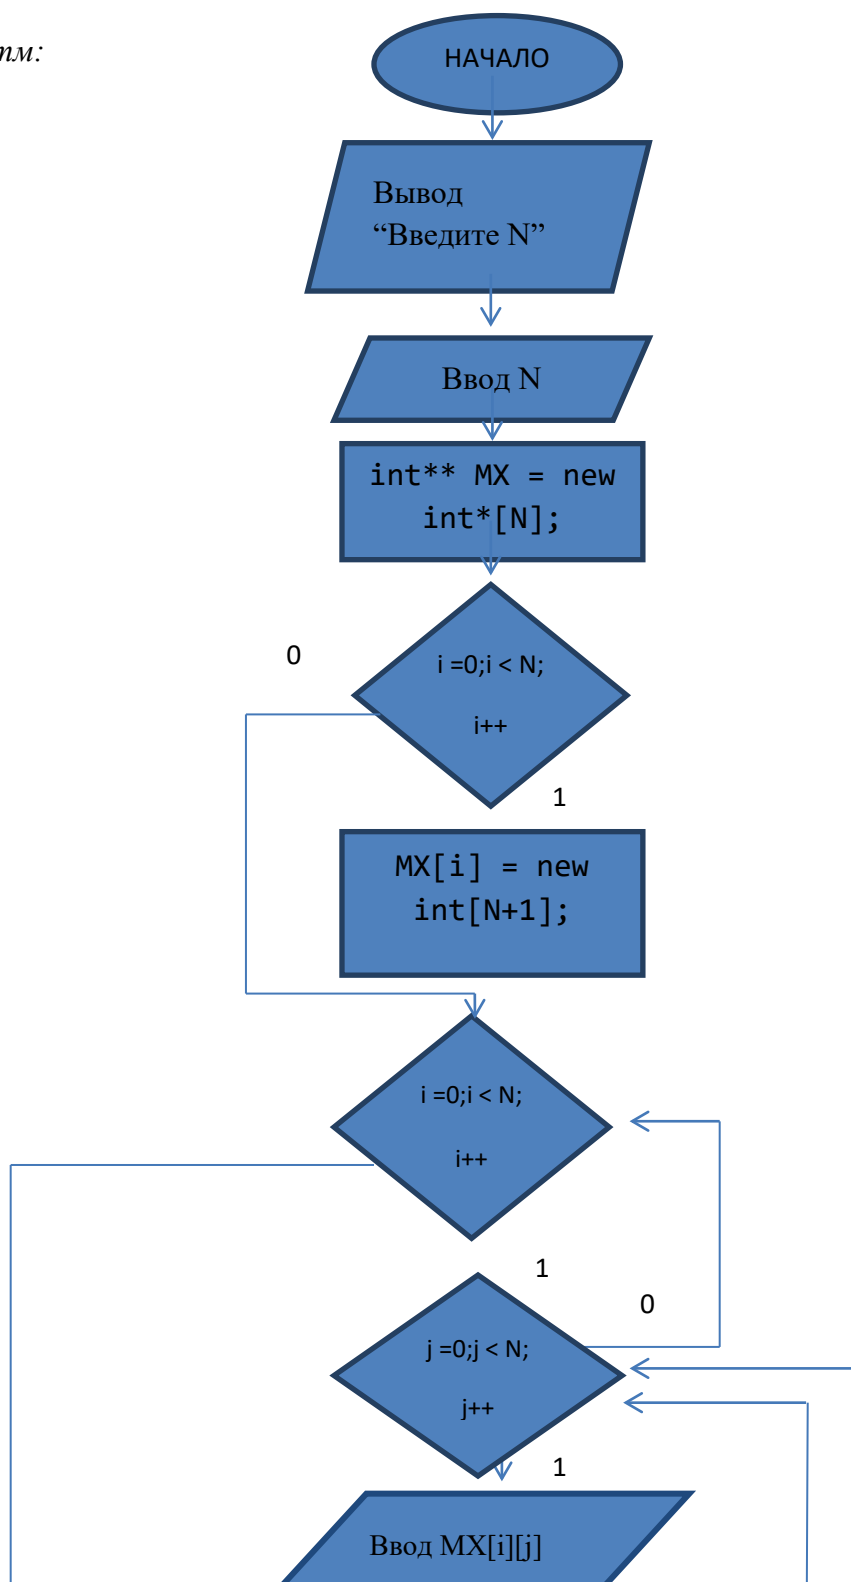 тм:
НАЧАЛО
Вывод
“Введите N”
Ввод N
int** MX = new
int*[N];
0
i =0;i < N;
i++
1
MX[i] = new
int[N+1];
i =0;i < N;
i++
1
0
j =0;j < N;
j++
1
Ввод MX[i][j]